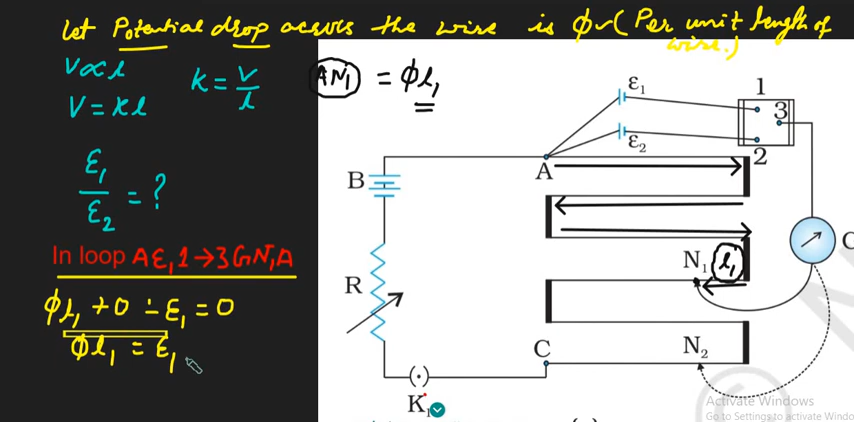 Let Potential drop across the wire is ϕ (Per unit length of wire.)
V∝l
V = Kl
K = V/l
ε₁/ε₂ = ?
In loop Aε₁1→3GN₁A
ϕl₁ + 0 - ε₁ = 0
ϕl₁ = ε₁
AN₁ = ϕl₁
ε₁
1
3
ε₂
2
A
B
N₁ l₁
G
R
C
N₂
K₁
Activate Windows
Go to Settings to activate Windo